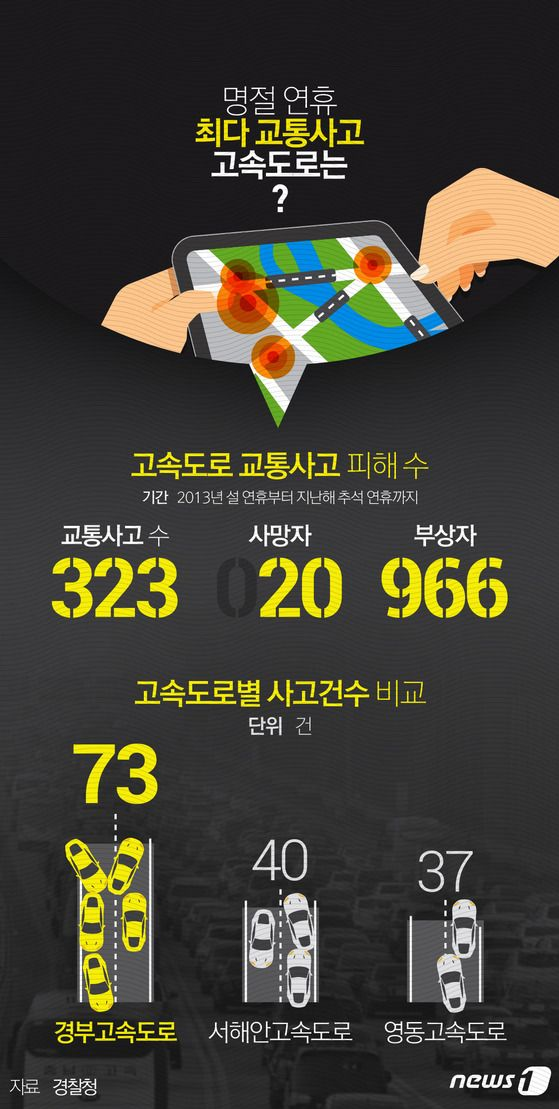 명절 연휴
최다 교통사고
고속도로는
?
고속도로 교통사고 피해 수
기간 2013년 설 연휴부터 지난해 추석 연휴까지
교통사고 수 사망자 부상자
323 020 966
고속도로별 사고건수 비교
단위 건
73
40
37
경부고속도로 서해안고속도로 영동고속도로
자료 경찰청
news1